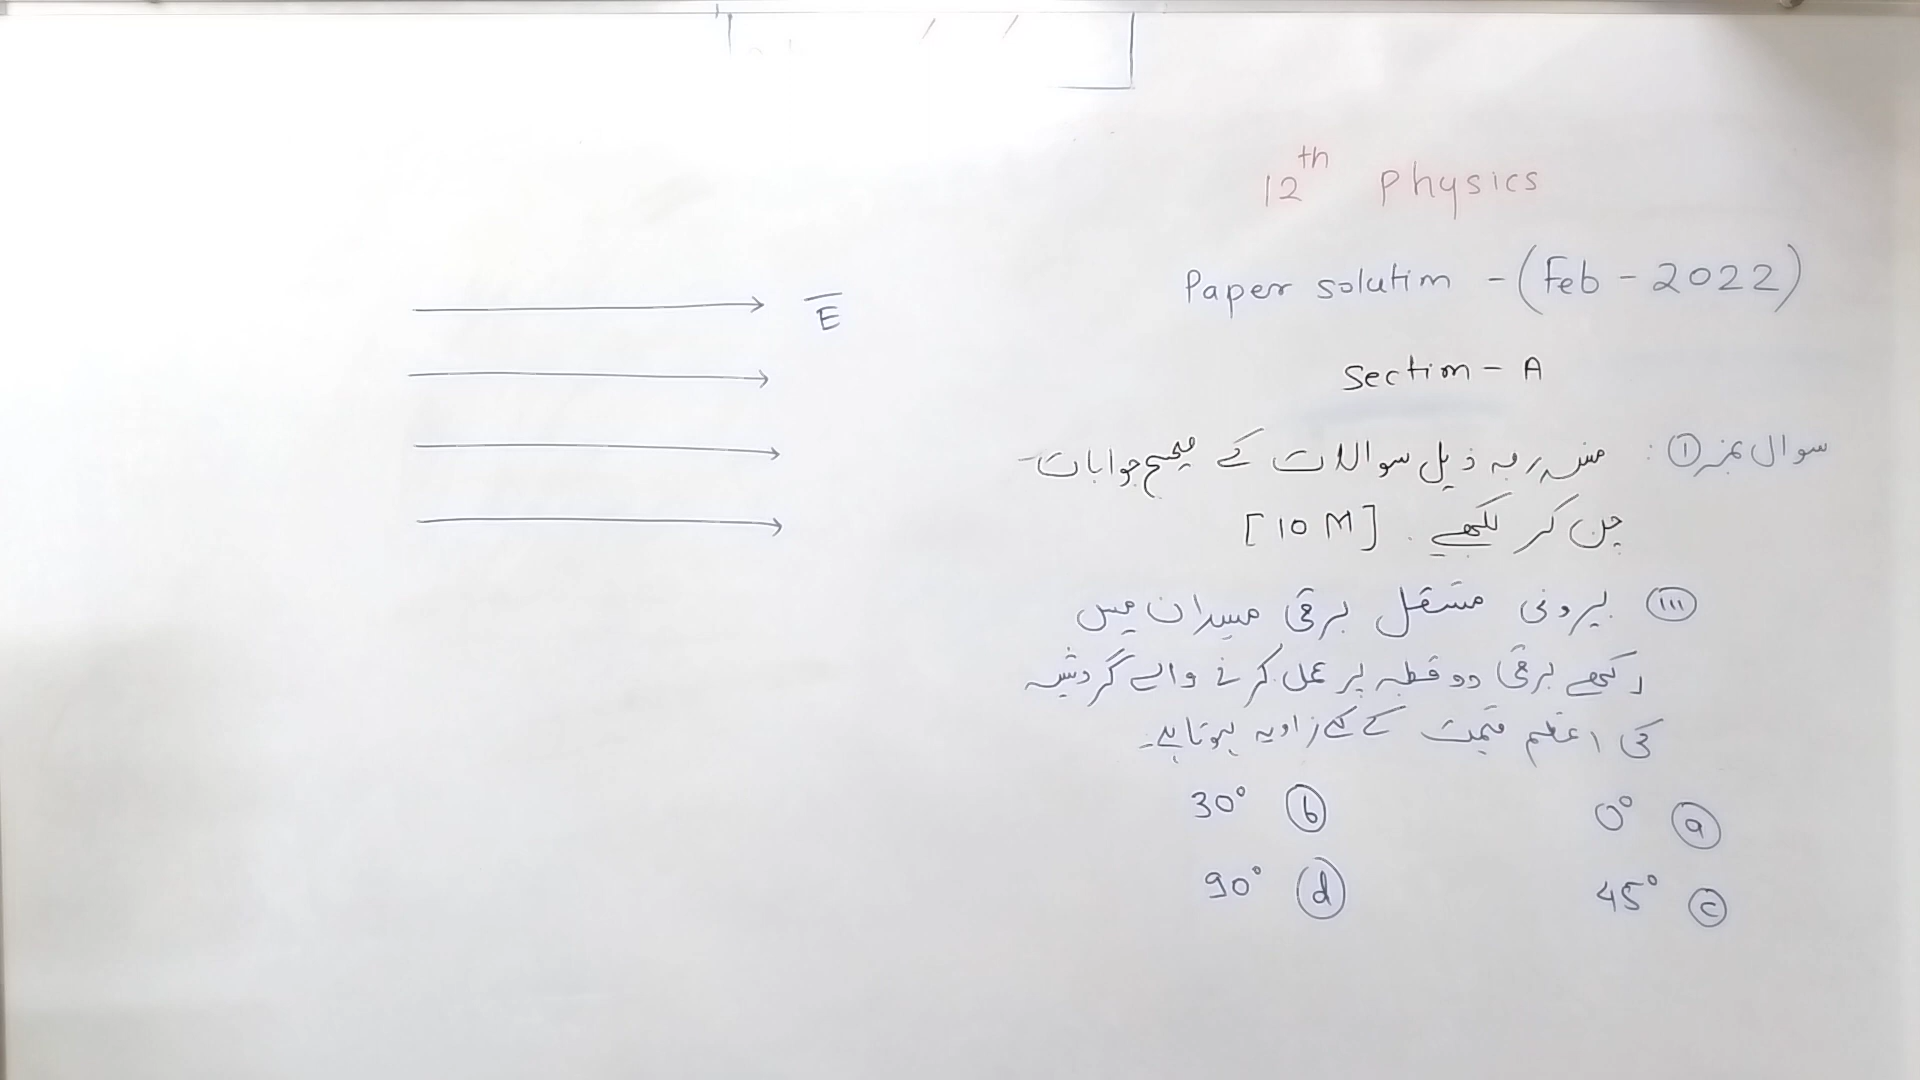 12th Physics
Paper solution - (Feb - 2022)
Section - A
سوال نمبر ①: مندرجہ ذیل سوالات کے صحیح جوابات
چن کر لکھیے. [10 M]
(iii) بیرونی مستقل برقی میدان میں
رکھے برقی دو قطبہ پر عمل کرنے والے گردشیہ
کی اعظم قیمت کے لئے زاویہ ہوتا ہے۔
(a) 0° (b) 30°
(c) 45° (d) 90°
E